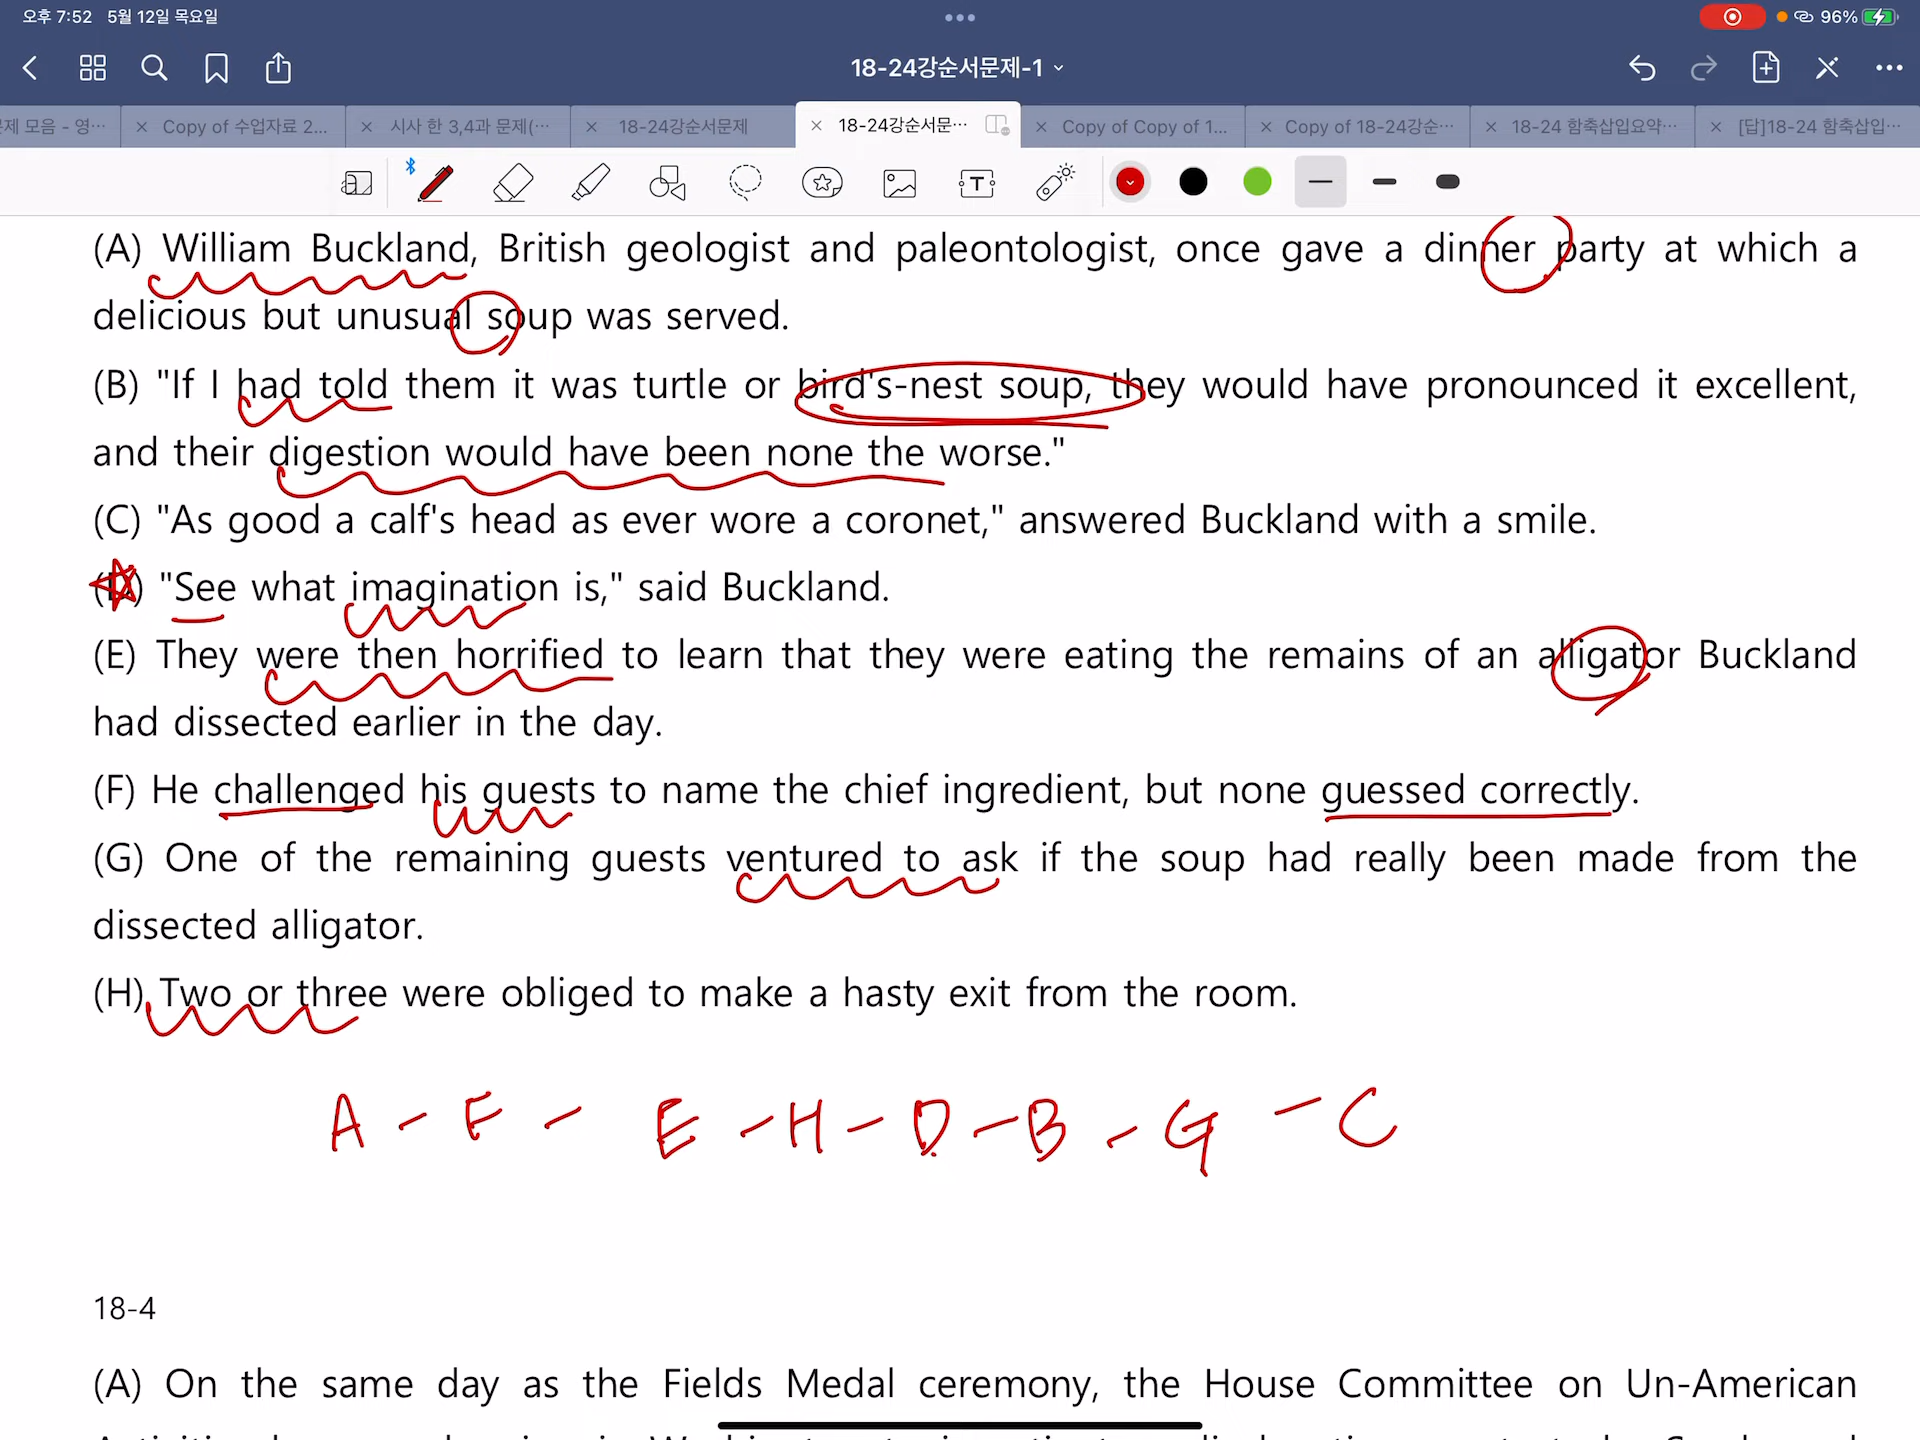 오후 7:52 5월 12일 목요일
96%
18-24강순서문제-1
제 모음 - 영…
Copy of 수업자료 2...
시사 한 3,4과 문제(…
18-24강순서문제
18-24강순서문…
Copy of Copy of 1...
Copy of 18-24강순…
18-24 함축삽입요약…
[답]18-24 함축삽입…
(A) William Buckland, British geologist and paleontologist, once gave a dinner party at which a
delicious but unusual soup was served.
(B) "If I had told them it was turtle or bird's-nest soup, they would have pronounced it excellent,
and their digestion would have been none the worse."
(C) "As good a calf's head as ever wore a coronet," answered Buckland with a smile.
(D) "See what imagination is," said Buckland.
(E) They were then horrified to learn that they were eating the remains of an alligator Buckland
had dissected earlier in the day.
(F) He challenged his guests to name the chief ingredient, but none guessed correctly.
(G) One of the remaining guests ventured to ask if the soup had really been made from the
dissected alligator.
(H) Two or three were obliged to make a hasty exit from the room.
A - F - E - H - D - B - G - C
18-4
(A) On the same day as the Fields Medal ceremony, the House Committee on Un-American